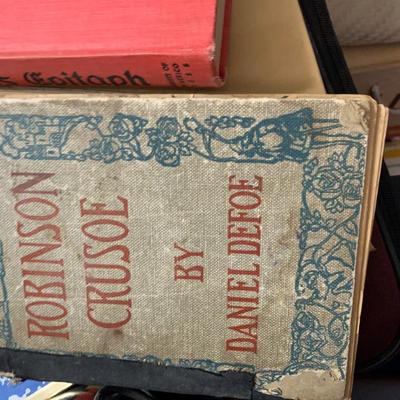 Epitaph
ROBINSON
CRUSOE
BY
DANIEL DEFOE